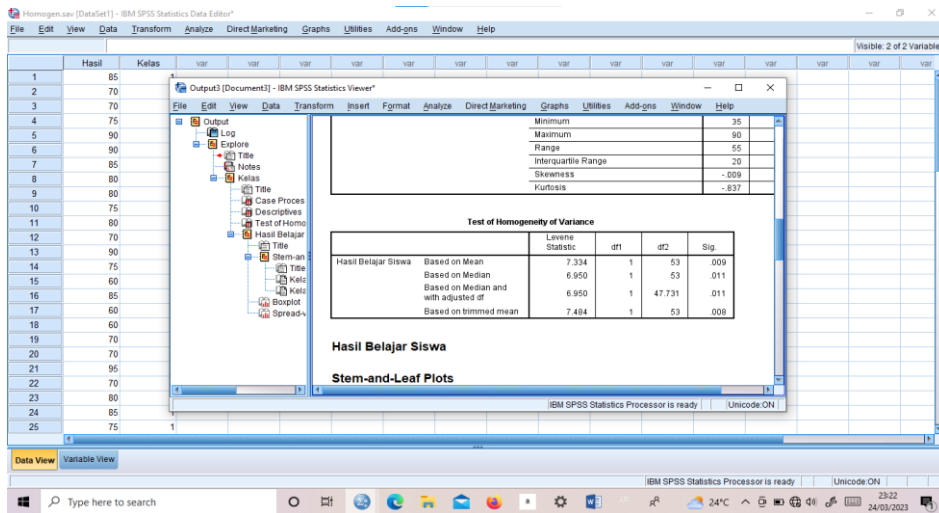 Homogen.sav [DataSet1] - IBM SPSS Statistics Data Editor*
File Edit View Data Transform Analyze Direct Marketing Graphs Utilities Add-ons Window Help
Visible: 2 of 2 Variable
Hasil Kelas var var var var var var var var var var var var var var var
1 85 1
2 70
3 70
4 75
5 90
6 90
7 85
8 80
9 80
10 75
11 80
12 70
13 90
14 75
15 60
16 85
17 60
18 60
19 70
20 70
21 95
22 70
23 80
24 85
25 75 1
Output3 [Document3] - IBM SPSS Statistics Viewer*
File Edit View Data Transform Insert Format Analyze Direct Marketing Graphs Utilities Add-ons Window Help
Output
Log
Explore
Title
Notes
Kelas
Title
Case Proces
Descriptives
Test of Homo
Hasil Belajar
Title
Stem-an
Title
Kela
Kela
Boxplot
Spread-v
Minimum 35
Maximum 90
Range 55
Interquartile Range 20
Skewness -.009
Kurtosis -.837
Test of Homogeneity of Variance
Levene
Statistic df1 df2 Sig.
Hasil Belajar Siswa Based on Mean 7.334 1 53 .009
Based on Median 6.950 1 53 .011
Based on Median and
with adjusted df 6.950 1 47.731 .011
Based on trimmed mean 7.484 1 53 .008
Hasil Belajar Siswa
Stem-and-Leaf Plots
IBM SPSS Statistics Processor is ready Unicode:ON
Data View Variable View
IBM SPSS Statistics Processor is ready Unicode:ON
Type here to search
24°C
23:22
24/03/2023